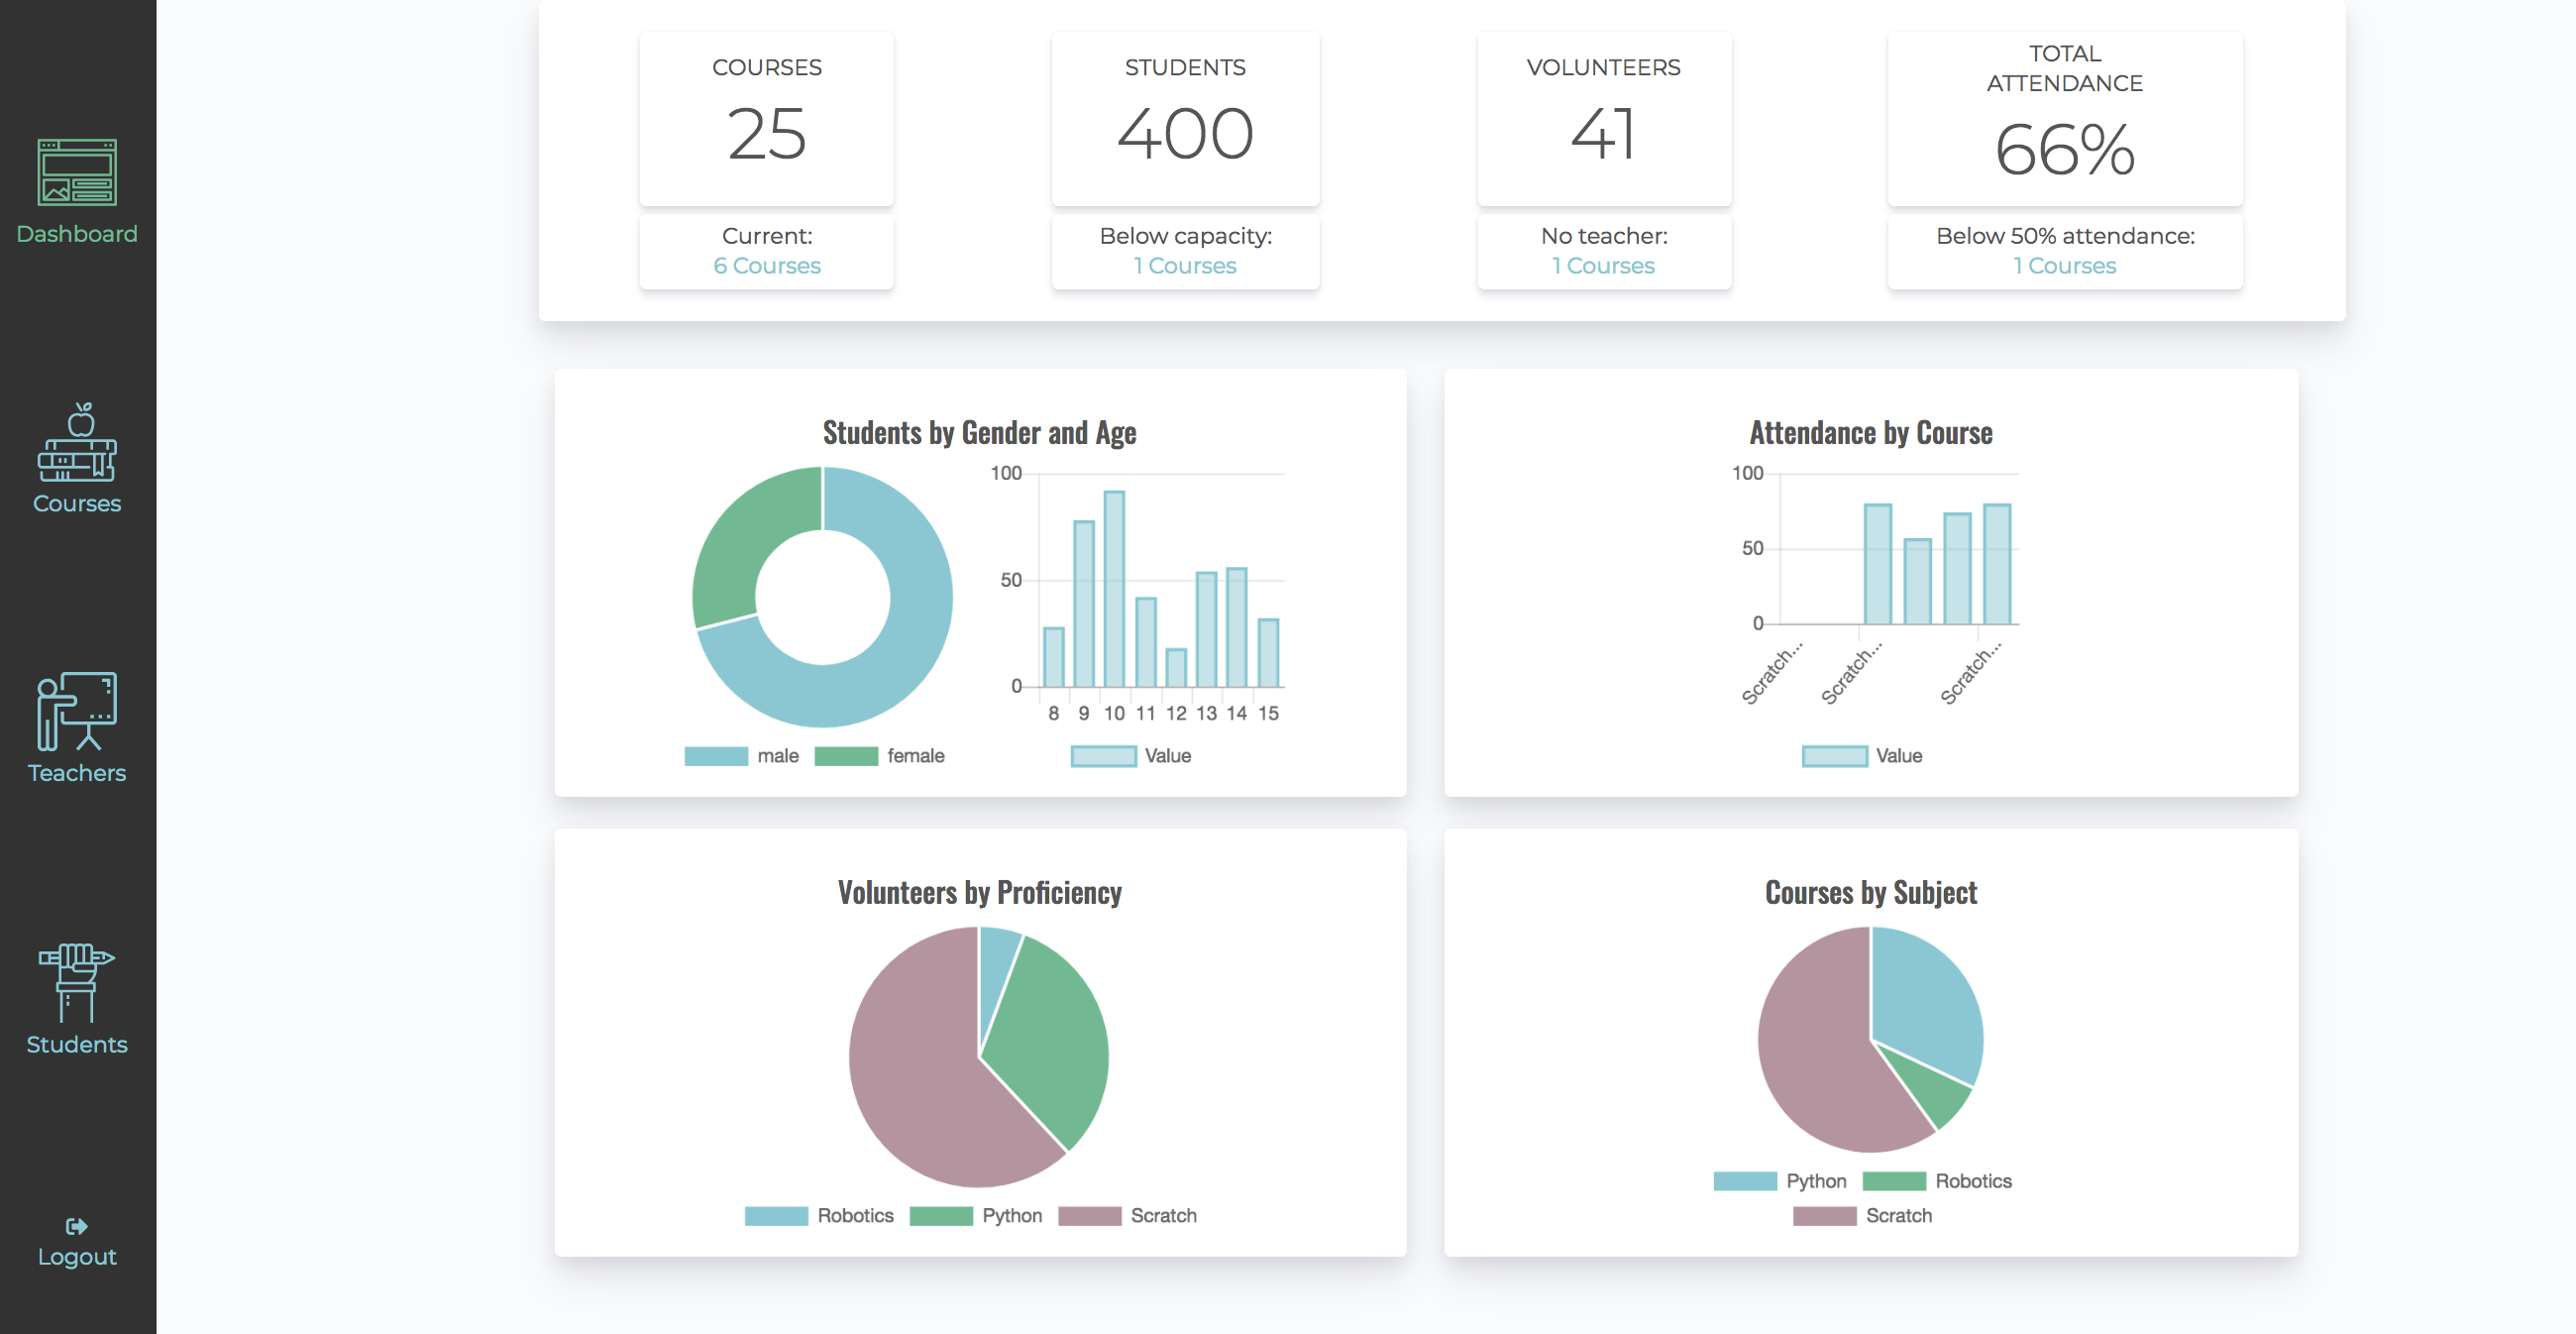 Dashboard
Courses
Teachers
Students
Logout
COURSES
25
Current:
6 Courses
STUDENTS
400
Below capacity:
1 Courses
VOLUNTEERS
41
No teacher:
1 Courses
TOTAL
ATTENDANCE
66%
Below 50% attendance:
1 Courses
Students by Gender and Age
male female
100
50
0
8 9 10 11 12 13 14 15
Value
Attendance by Course
100
50
0
Scratch... Scratch... Scratch...
Value
Volunteers by Proficiency
Robotics Python Scratch
Courses by Subject
Python Robotics
Scratch